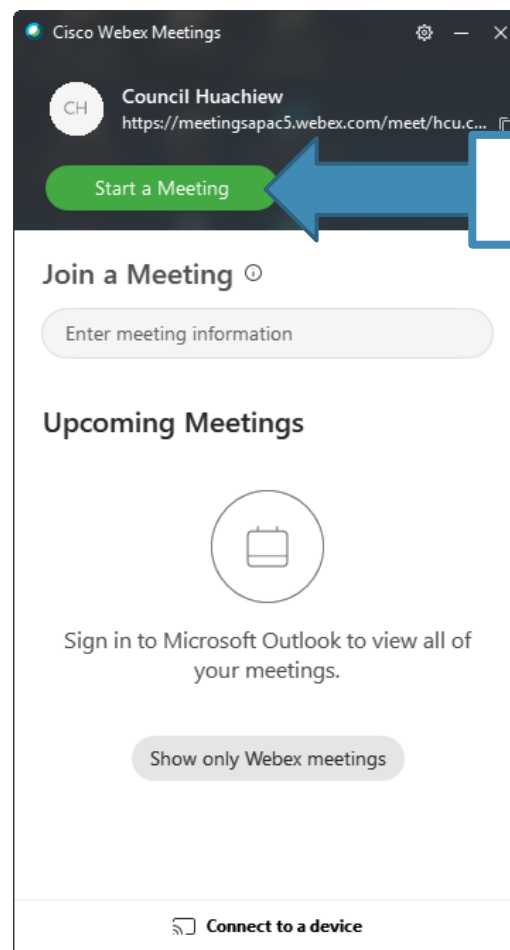 Cisco Webex Meetings
CH
Council Huachiew
https://meetingsapac5.webex.com/meet/hcu.c...
Start a Meeting
Join a Meeting
Enter meeting information
Upcoming Meetings
Sign in to Microsoft Outlook to view all of
your meetings.
Show only Webex meetings
Connect to a device